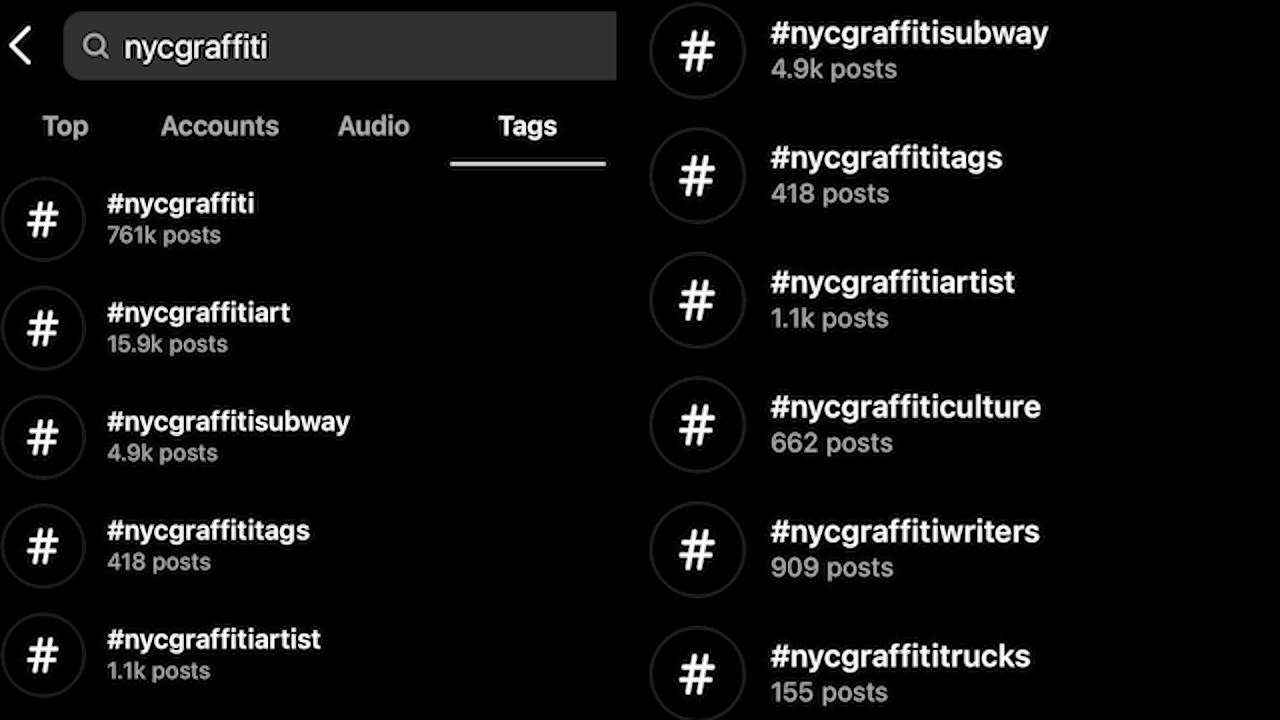 nycgraffiti
Top Accounts Audio Tags
#nycgraffiti
761k posts
#nycgraffitiart
15.9k posts
#nycgraffitisubway
4.9k posts
#nycgraffititags
418 posts
#nycgraffitiartist
1.1k posts
#nycgraffitisubway
4.9k posts
#nycgraffititags
418 posts
#nycgraffitiartist
1.1k posts
#nycgraffiticulture
662 posts
#nycgraffitiwriters
909 posts
#nycgraffititrucks
155 posts